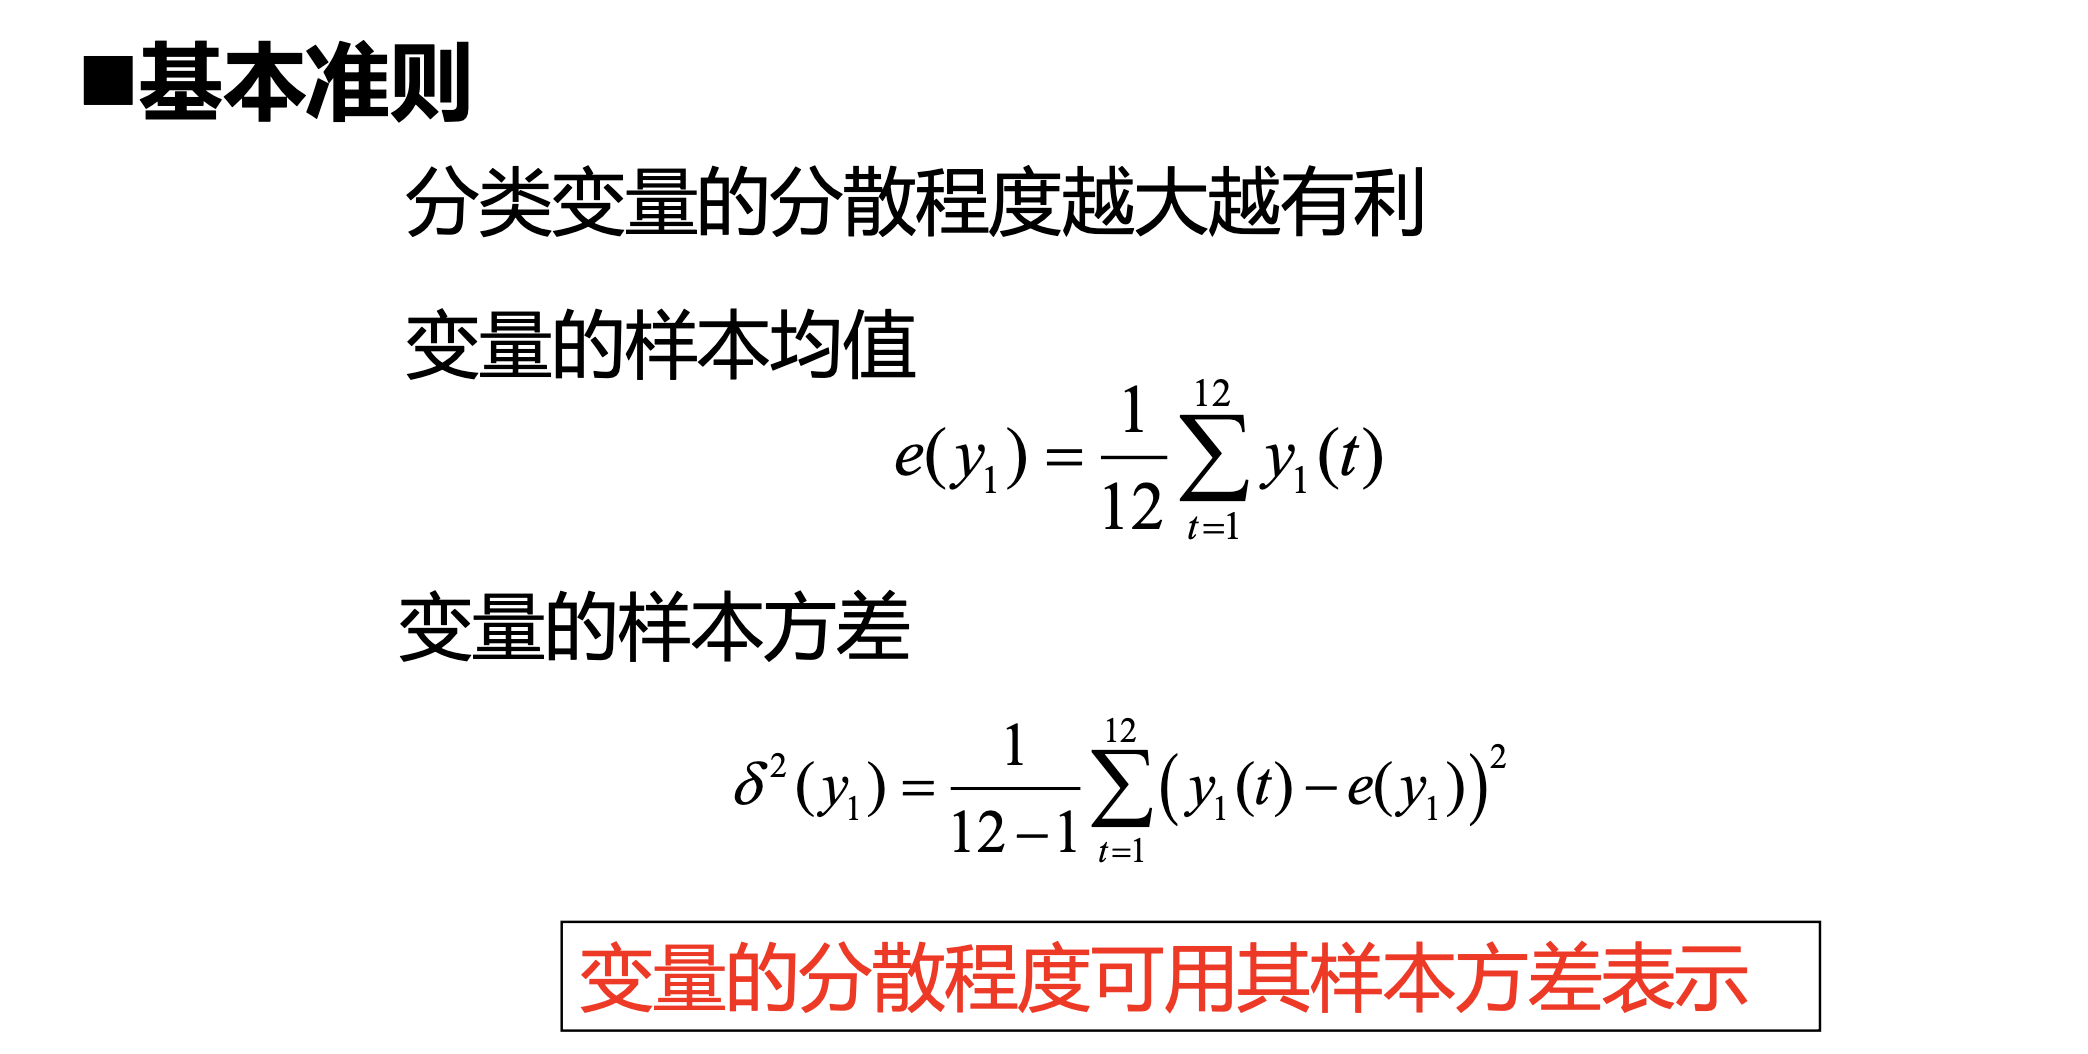 ■基本准则
分类变量的分散程度越大越有利
变量的样本均值
$e(y_1) = \frac{1}{12}\sum_{t=1}^{12} y_1(t)$
变量的样本方差
$\delta^2(y_1) = \frac{1}{12-1}\sum_{t=1}^{12}\left(y_1(t) - e(y_1)\right)^2$
变量的分散程度可用其样本方差表示